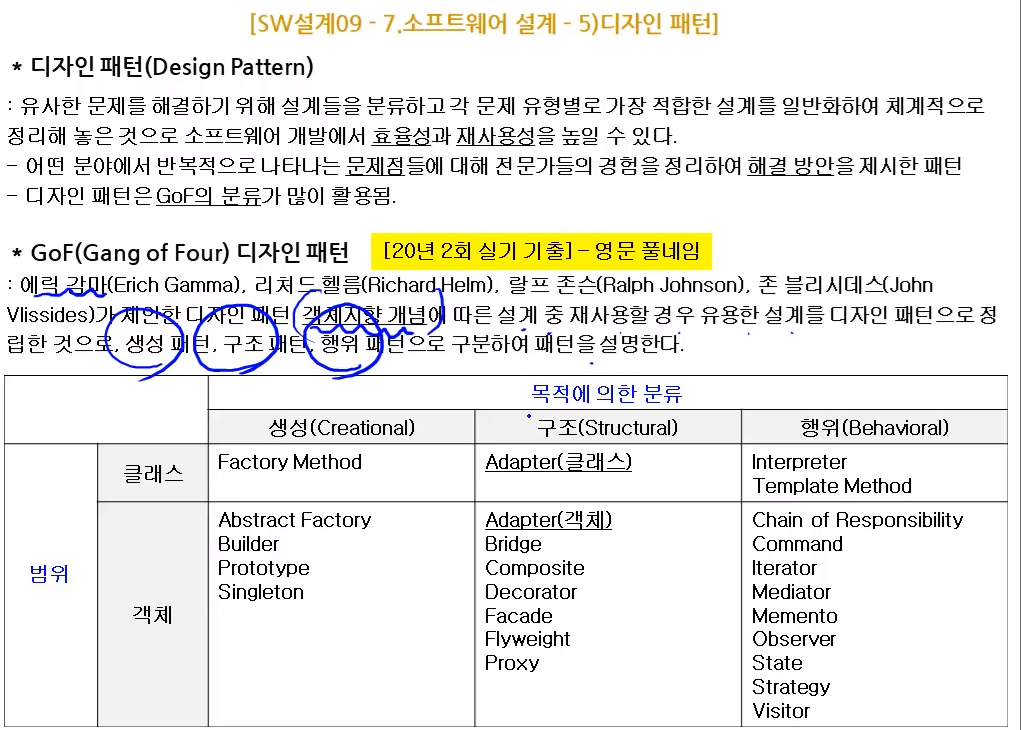 [SW설계09 - 7.소프트웨어 설계 - 5)디자인 패턴]
* 디자인 패턴(Design Pattern)
: 유사한 문제를 해결하기 위해 설계들을 분류하고 각 문제 유형별로 가장 적합한 설계를 일반화하여 체계적으로
정리해 놓은 것으로 소프트웨어 개발에서 효율성과 재사용성을 높일 수 있다.
- 어떤 분야에서 반복적으로 나타나는 문제점들에 대해 전문가들의 경험을 정리하여 해결 방안을 제시한 패턴
- 디자인 패턴은 GoF의 분류가 많이 활용됨.
* GoF(Gang of Four) 디자인 패턴 [20년 2회 실기 기출] - 영문 풀네임
: 에릭 감마(Erich Gamma), 리처드 헬름(Richard Helm), 랄프 존슨(Ralph Johnson), 존 블리시데스(John
Vlissides)가 제안한 디자인 패턴, 객체지향 개념에 따른 설계 중 재사용할 경우 유용한 설계를 디자인 패턴으로 정
립한 것으로, 생성 패턴, 구조 패턴, 행위 패턴으로 구분하여 패턴을 설명한다.
목적에 의한 분류
생성(Creational) 구조(Structural) 행위(Behavioral)
범위
클래스
Factory Method
Adapter(클래스)
Interpreter
Template Method
객체
Abstract Factory
Builder
Prototype
Singleton
Adapter(객체)
Bridge
Composite
Decorator
Facade
Flyweight
Proxy
Chain of Responsibility
Command
Iterator
Mediator
Memento
Observer
State
Strategy
Visitor